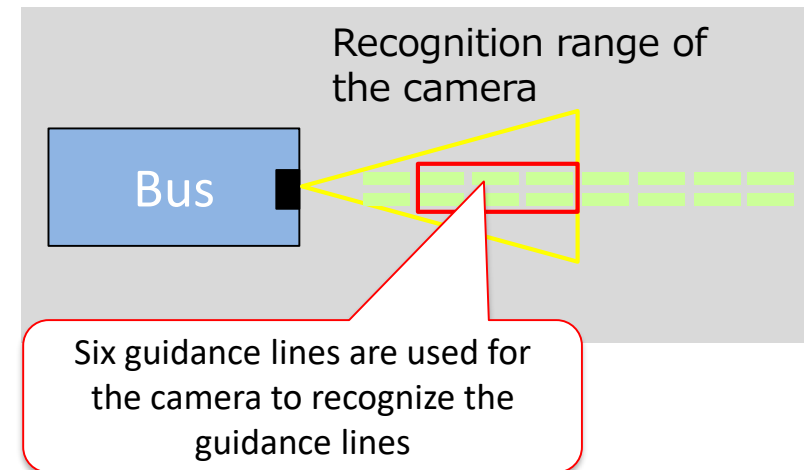 Recognition range of
the camera
Bus
Six guidance lines are used for
the camera to recognize the
guidance lines